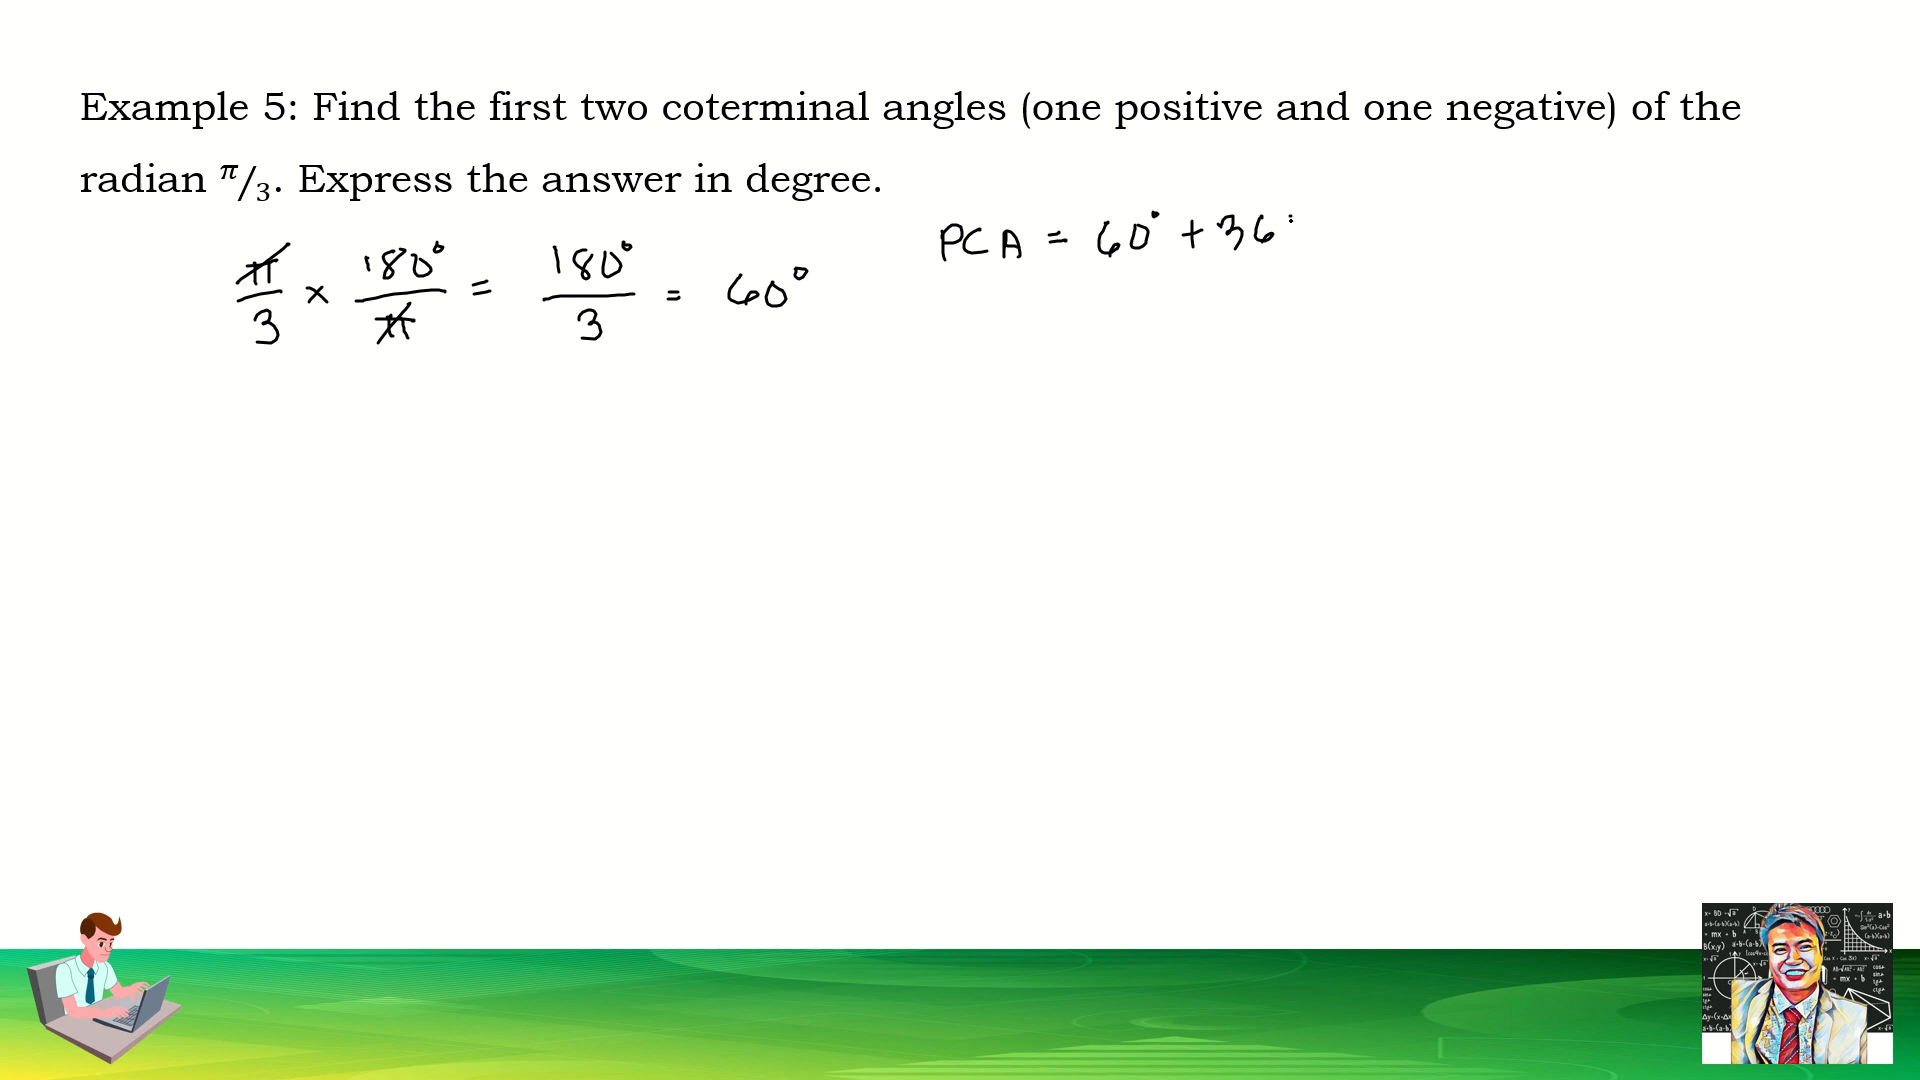 Example 5: Find the first two coterminal angles (one positive and one negative) of the
radian π/3. Express the answer in degree.
π/3 × 180°/π = 180°/3 = 60°
PCA = 60° + 36